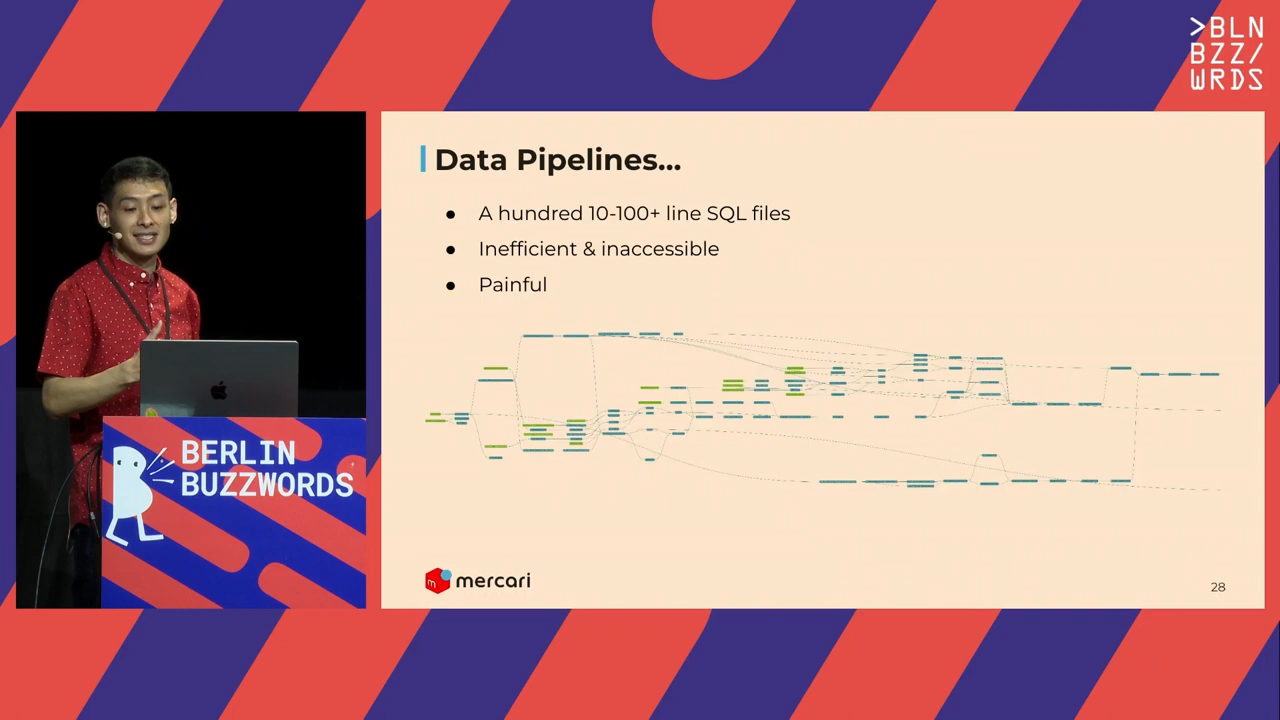 >BLN
BZZ/
WRDS
Data Pipelines...
● A hundred 10-100+ line SQL files
● Inefficient & inaccessible
● Painful
BERLIN
BUZZWORDS
m mercari
28